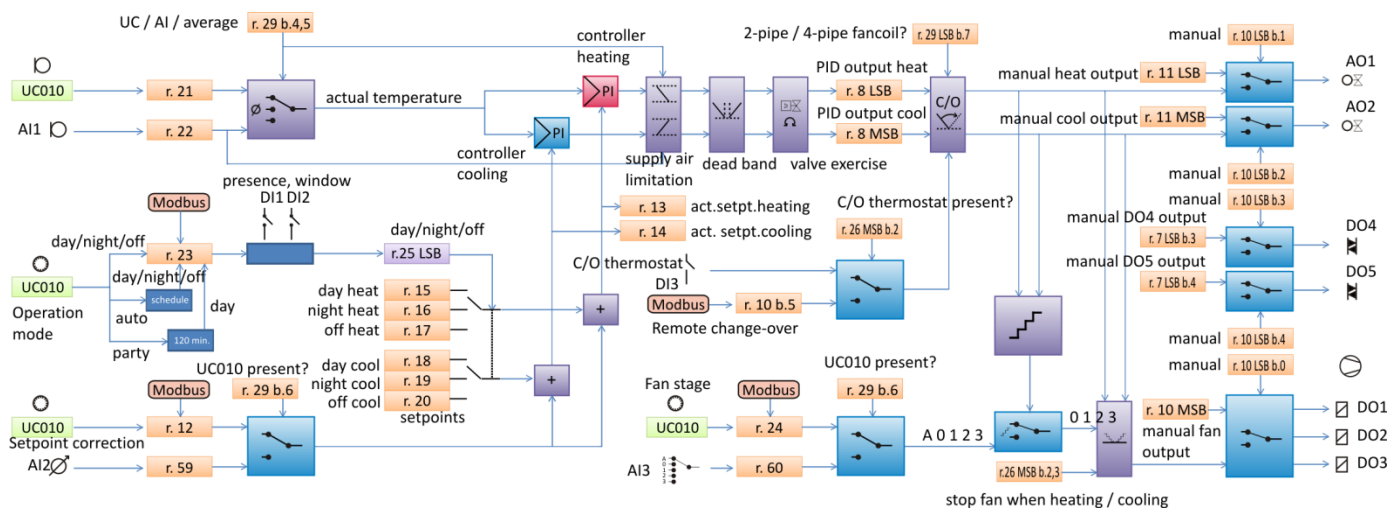 UC / AI / average
r. 29 b.4,5
controller
heating
2-pipe / 4-pipe fancoil?
r. 29 LSB b.7
manual
r. 10 LSB b.1
UC010
r. 21
Ø
actual temperature
PI
PID output heat
r. 8 LSB
C/O
manual heat output
r. 11 LSB
AO1
AI1
r. 22
PI
PID output cool
r. 8 MSB
manual cool output
r. 11 MSB
AO2
controller
cooling
supply air
limitation
dead band
valve exercise
manual
r. 10 LSB b.2
presence, window
DI1 DI2
Modbus
day/night/off
r. 23
day/night/off
r.25 LSB
r. 13
act.setpt.heating
r. 14
act. setpt.cooling
C/O thermostat present?
r. 26 MSB b.2
manual
r. 10 LSB b.3
manual DO4 output
r. 7 LSB b.3
DO4
manual DO5 output
r. 7 LSB b.4
DO5
UC010
Operation
mode
day/night/off
schedule
auto
day
120 min.
party
C/O thermostat
DI3
Modbus
r. 10 b.5
Remote change-over
day heat
r. 15
night heat
r. 16
off heat
r. 17
+
day cool
r. 18
night cool
r. 19
off cool
r. 20
setpoints
+
manual
r. 10 LSB b.4
manual
r. 10 LSB b.0
UC010 present?
r. 29 b.6
Modbus
UC010
r. 12
Setpoint correction
AI2
r. 59
UC010 present?
r. 29 b.6
Fan stage
Modbus
UC010
r. 24
AI3
A
0
1
2
3
r. 60
A 0 1 2 3
0 1 2 3
r.26 MSB b.2,3
stop fan when heating / cooling
r. 10 MSB
manual fan
output
DO1
DO2
DO3